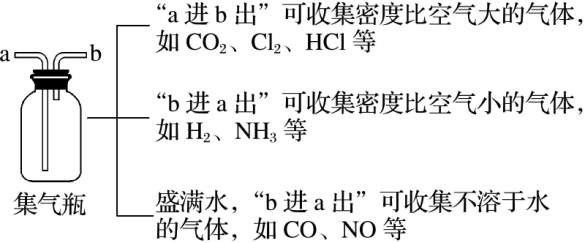 “a 进 b 出”可收集密度比空气大的气体，
如 CO₂、Cl₂、HCl 等
a b
“b 进 a 出”可收集密度比空气小的气体，
如 H₂、NH₃ 等
集气瓶
盛满水，“b 进 a 出”可收集不溶于水
的气体，如 CO、NO 等